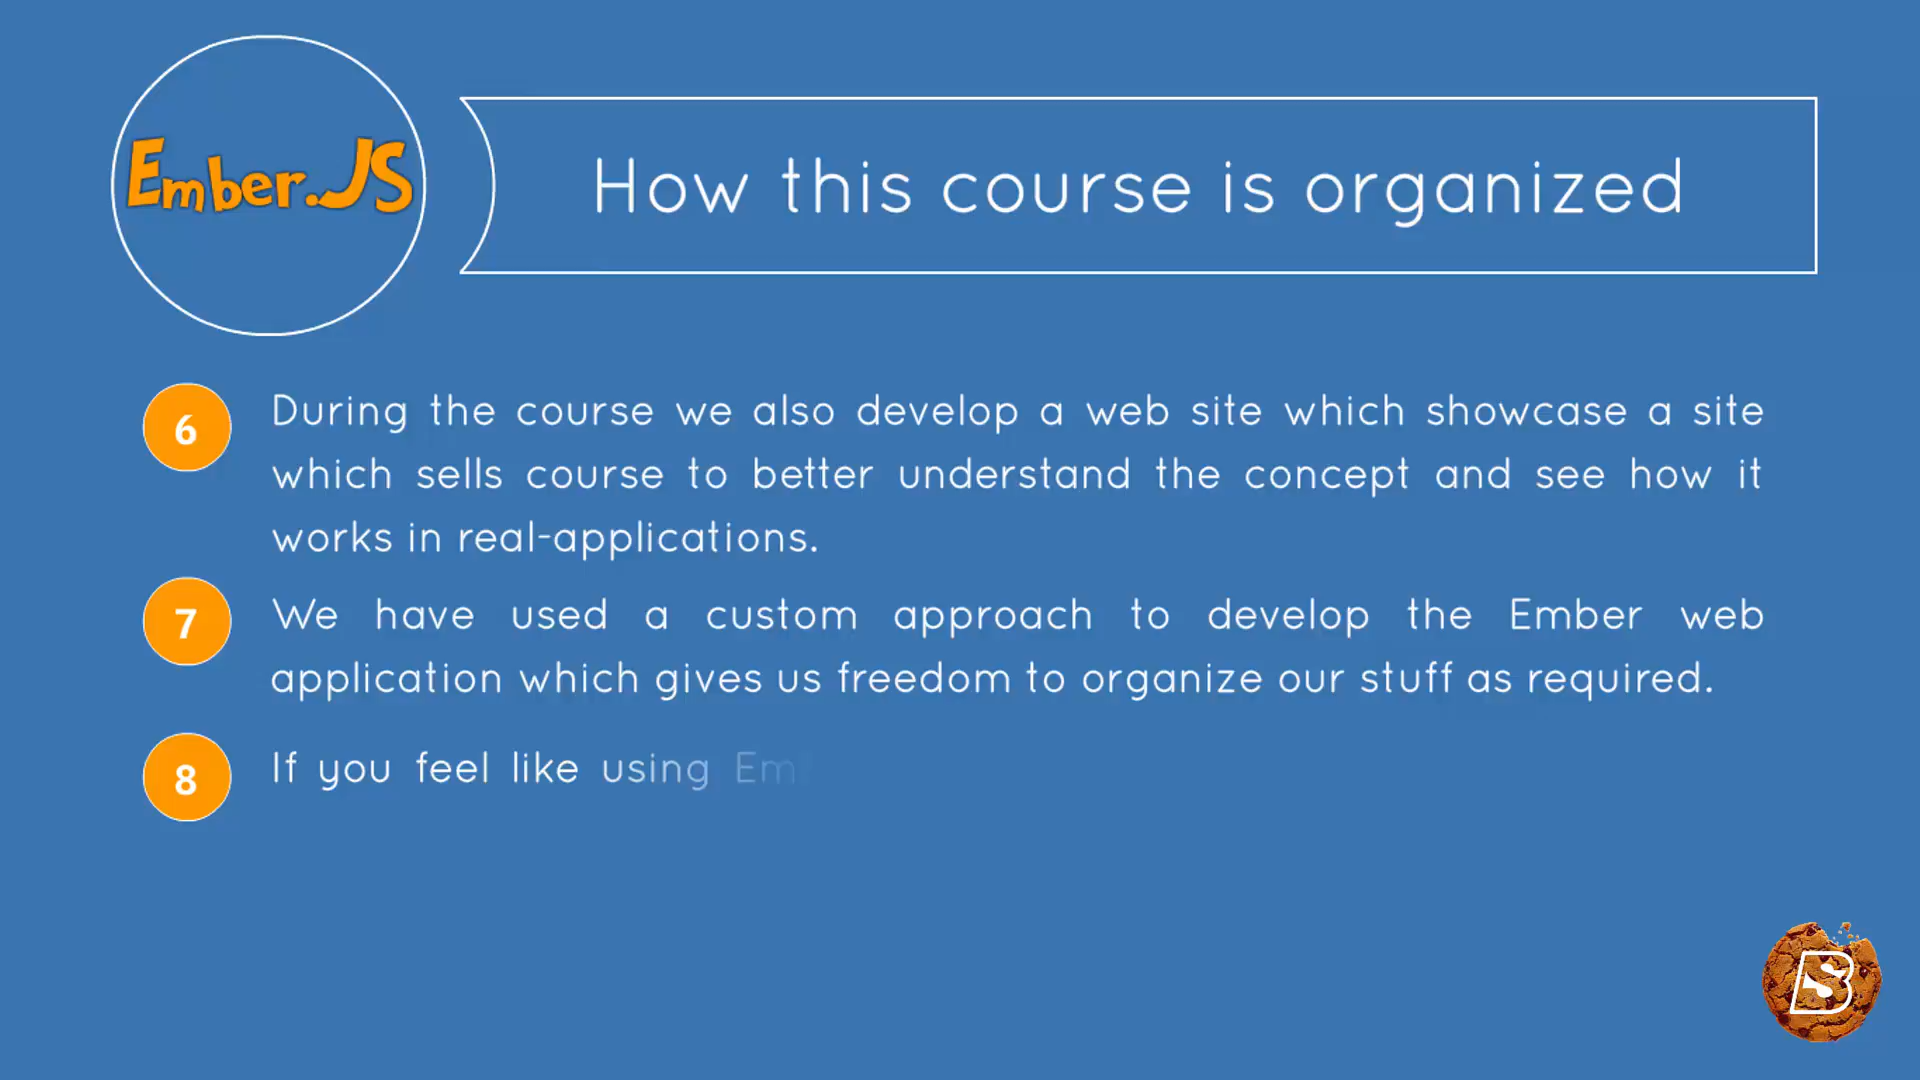 Ember.JS
How this course is organized
6 During the course we also develop a web site which showcase a site
which sells course to better understand the concept and see how it
works in real-applications.
7 We have used a custom approach to develop the Ember web
application which gives us freedom to organize our stuff as required.
8 If you feel like using Em